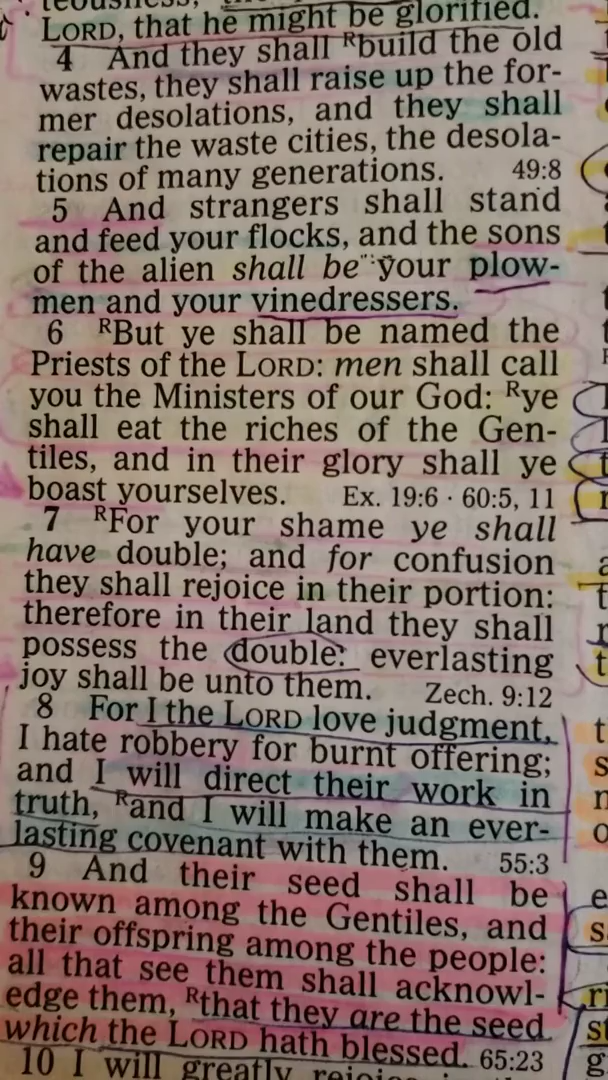 LORD, that he might be glorified.
4 And they shall ᴿbuild the old
wastes, they shall raise up the for-
mer desolations, and they shall
repair the waste cities, the desola-
tions of many generations. 49:8
5 And strangers shall stand
and feed your flocks, and the sons
of the alien shall be your plow-
men and your vinedressers.
6 ᴿBut ye shall be named the
Priests of the LORD: men shall call
you the Ministers of our God: ᴿye
shall eat the riches of the Gen-
tiles, and in their glory shall ye
boast yourselves. Ex. 19:6 · 60:5, 11
7 ᴿFor your shame ye shall
have double; and for confusion
they shall rejoice in their portion:
therefore in their land they shall
possess the double: everlasting
joy shall be unto them. Zech. 9:12
8 For I the LORD love judgment,
I hate robbery for burnt offering;
and I will direct their work in
truth, ᴿand I will make an ever-
lasting covenant with them. 55:3
9 And their seed shall be
known among the Gentiles, and
their offspring among the people:
all that see them shall acknowl-
edge them, ᴿthat they are the seed
which the LORD hath blessed. 65:23
10 I will greatly rejoice